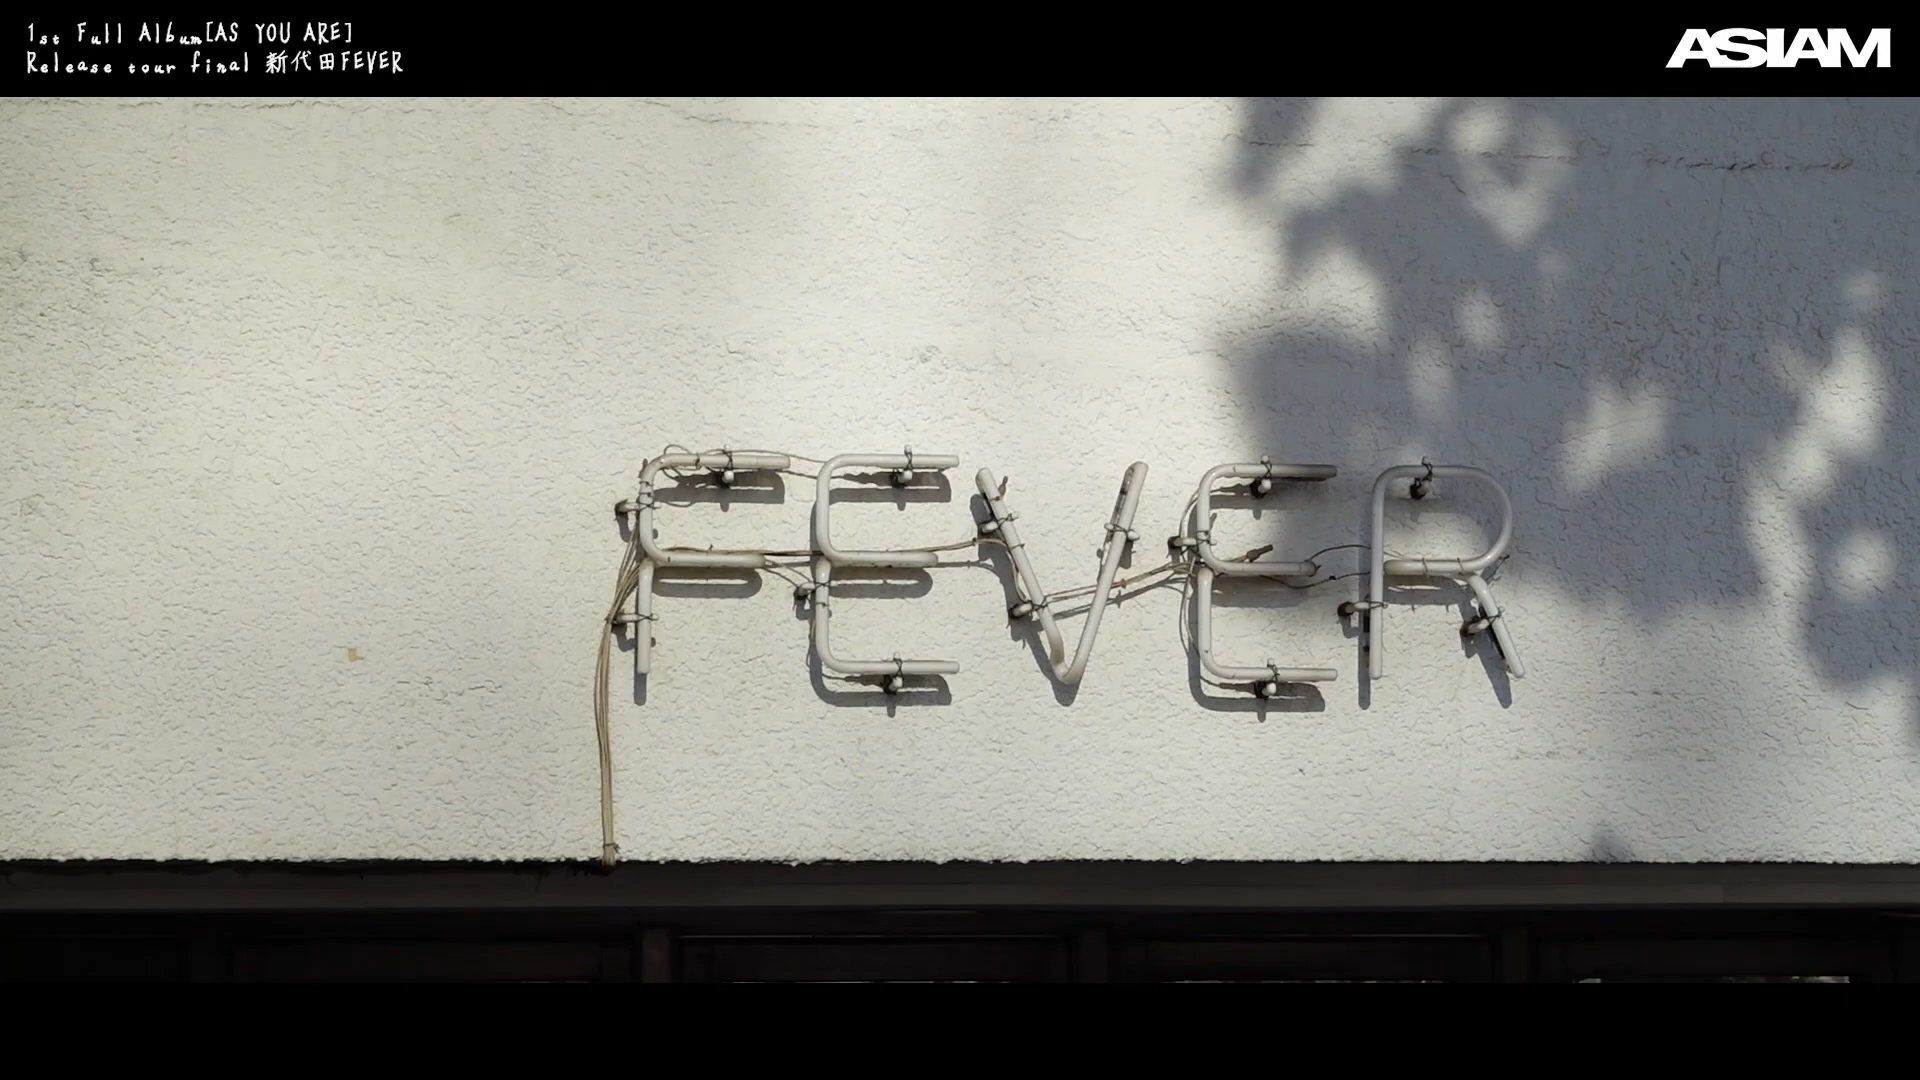 1st Full Album[AS YOU ARE]
Release tour final 新代田FEVER
ASIAM
FEVER